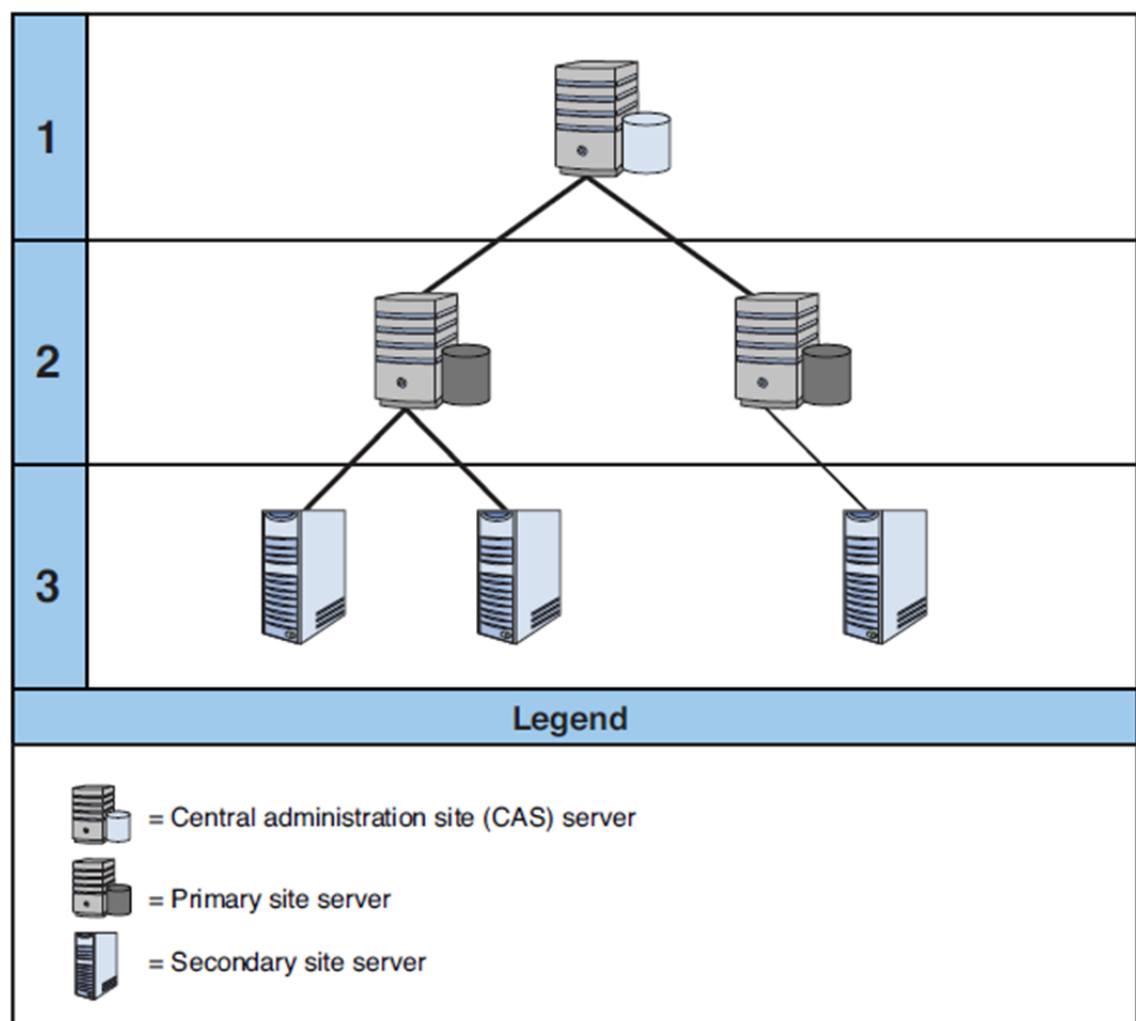 1
2
3
Legend
= Central administration site (CAS) server
= Primary site server
= Secondary site server